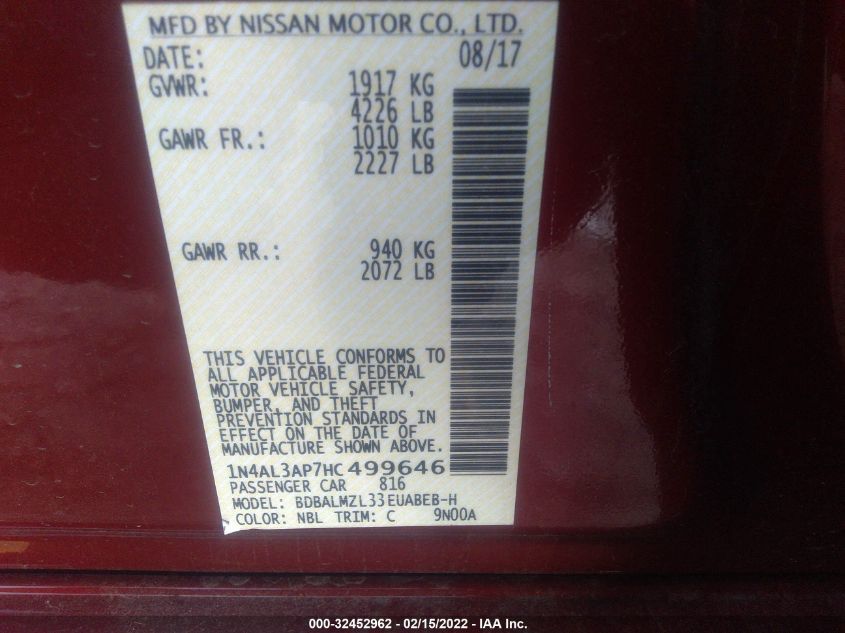 MFD BY NISSAN MOTOR CO., LTD.
DATE: 08/17
GVWR: 1917 KG
4226 LB
GAWR FR.: 1010 KG
2227 LB
GAWR RR.: 940 KG
2072 LB
THIS VEHICLE CONFORMS TO
ALL APPLICABLE FEDERAL
MOTOR VEHICLE SAFETY,
BUMPER, AND THEFT
PREVENTION STANDARDS IN
EFFECT ON THE DATE OF
MANUFACTURE SHOWN ABOVE.
1N4AL3AP7HC499646
PASSENGER CAR 816
MODEL: BDBALMZL33EUABEB-H
COLOR: NBL TRIM: C 9N00A
000-32452962 - 02/15/2022 - IAA Inc.